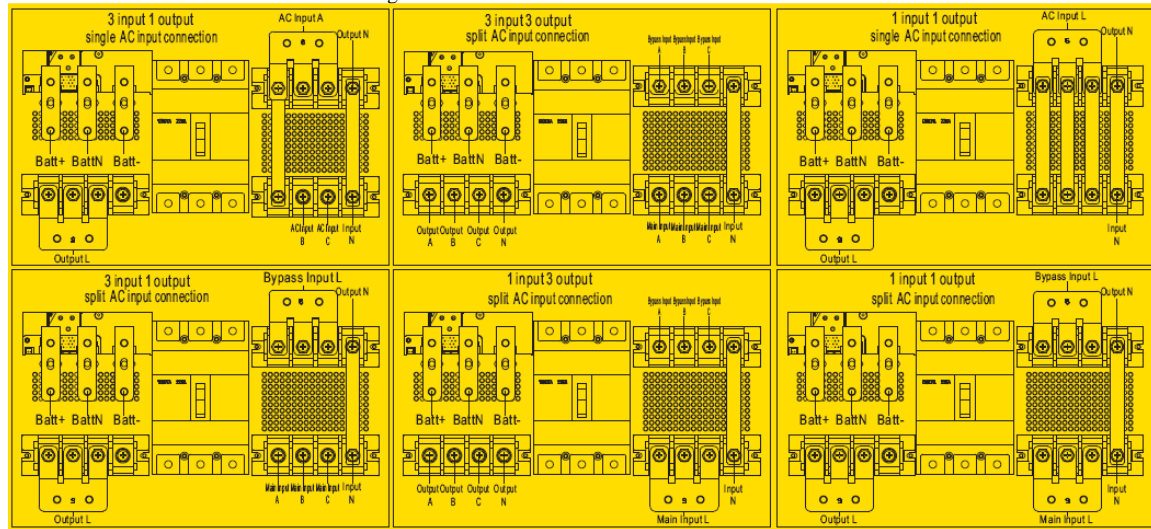 3 input 1 output
single AC input connection
AC Input A
Output N
Batt+ BattN Batt-
Output L
AC Input B
AC Input C
Input N
3 input 3 output
split AC input connection
Bypass Input A
Bypass Input B
Bypass Input C
Batt+ BattN Batt-
Output A
Output B
Output C
Output N
Main Input A
Main Input B
Main Input C
Input N
1 input 1 output
single AC input connection
AC Input L
Output N
Batt+ BattN Batt-
Output L
Input N
3 input 1 output
split AC input connection
Bypass Input L
Output N
Batt+ BattN Batt-
Output L
Main Input A
Main Input B
Main Input C
Input N
1 input 3 output
split AC input connection
Bypass Input A
Bypass Input B
Bypass Input C
Batt+ BattN Batt-
Output A
Output B
Output C
Output N
Main Input L
Input N
1 input 1 output
split AC input connection
Bypass Input L
Output N
Batt+ BattN Batt-
Output L
Main Input L
Input N